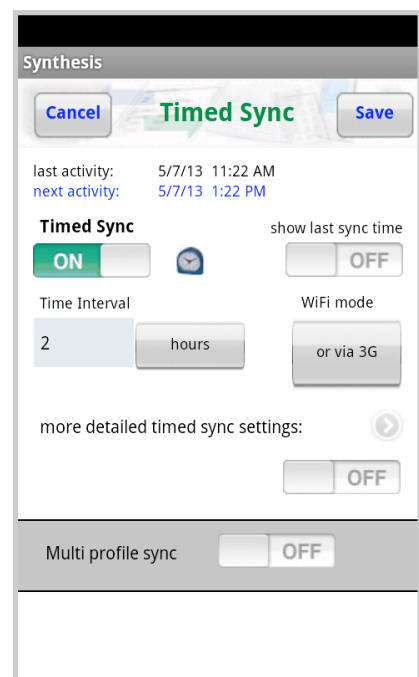 Synthesis
Cancel Timed Sync Save
last activity: 5/7/13 11:22 AM
next activity: 5/7/13 1:22 PM
Timed Sync show last sync time
ON OFF
Time Interval WiFi mode
2 hours or via 3G
more detailed timed sync settings:
OFF
Multi profile sync OFF